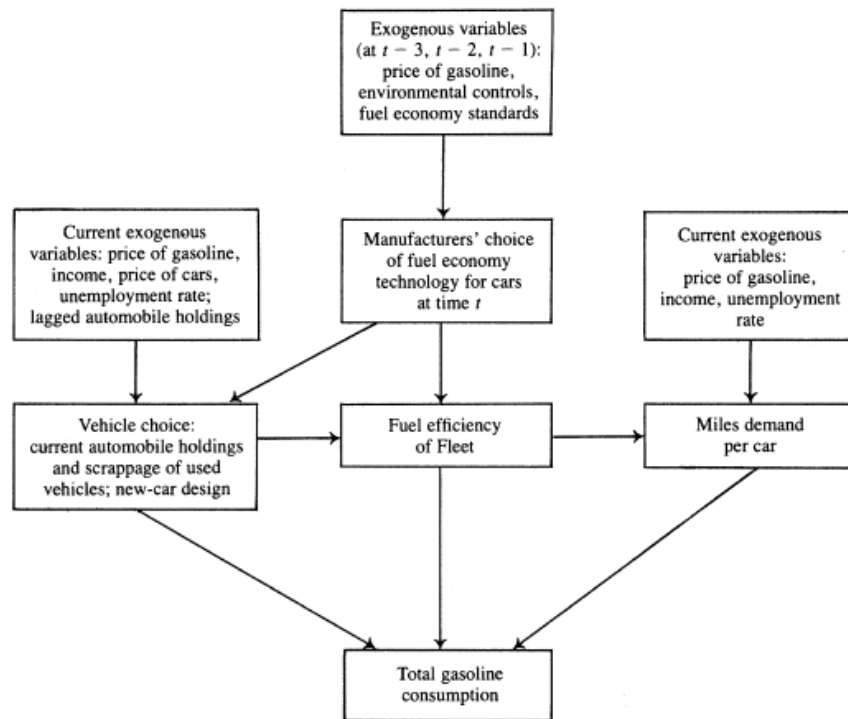 Exogenous variables
(at t − 3, t − 2, t − 1):
price of gasoline,
environmental controls,
fuel economy standards
Current exogenous
variables: price of gasoline,
income, price of cars,
unemployment rate;
lagged automobile holdings
Manufacturers' choice
of fuel economy
technology for cars
at time t
Current exogenous
variables:
price of gasoline,
income, unemployment
rate
Vehicle choice:
current automobile holdings
and scrappage of used
vehicles; new-car design
Fuel efficiency
of Fleet
Miles demand
per car
Total gasoline
consumption